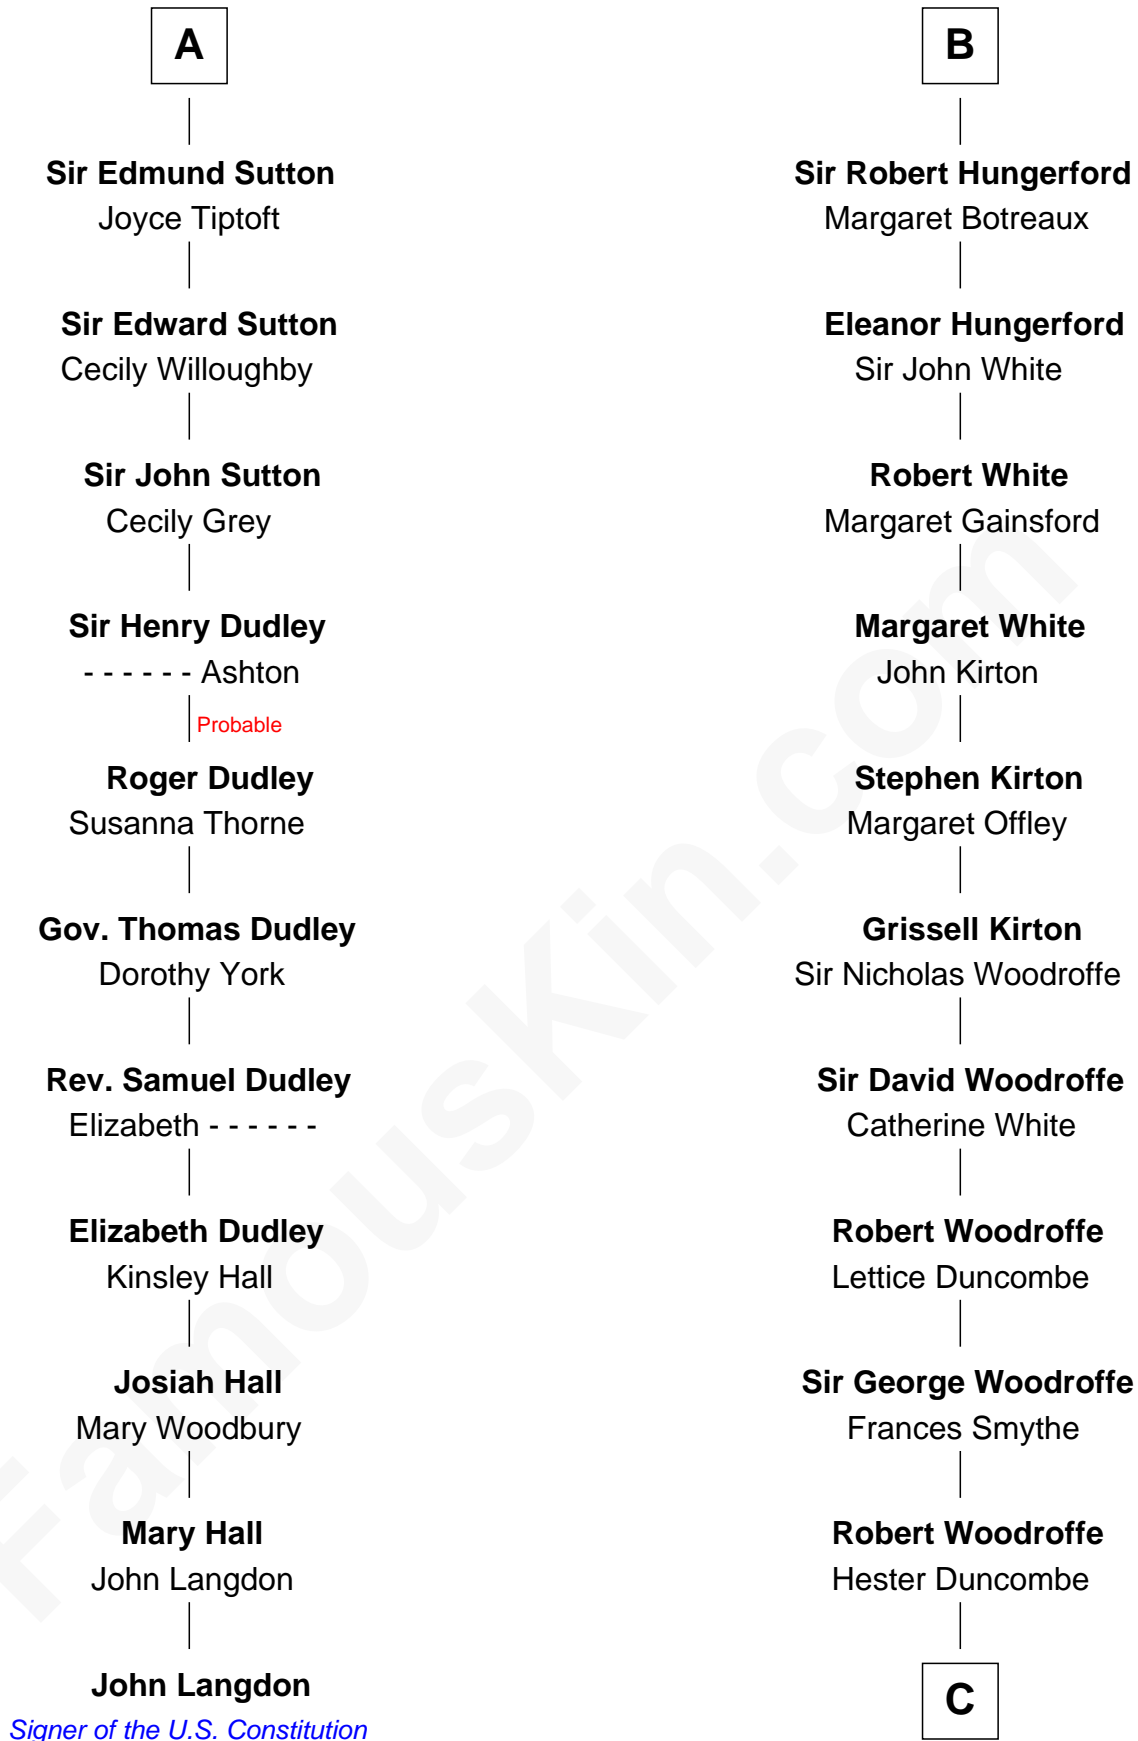 A
Sir Edmund Sutton
Joyce Tiptoft
Sir Edward Sutton
Cecily Willoughby
Sir John Sutton
Cecily Grey
Sir Henry Dudley
- - - - - - Ashton
Probable
Roger Dudley
Susanna Thorne
Gov. Thomas Dudley
Dorothy York
Rev. Samuel Dudley
Elizabeth - - - - - -
Elizabeth Dudley
Kinsley Hall
Josiah Hall
Mary Woodbury
Mary Hall
John Langdon
John Langdon
Signer of the U.S. Constitution
B
Sir Robert Hungerford
Margaret Botreaux
Eleanor Hungerford
Sir John White
Robert White
Margaret Gainsford
Margaret White
John Kirton
Stephen Kirton
Margaret Offley
Grissell Kirton
Sir Nicholas Woodroffe
Sir David Woodroffe
Catherine White
Robert Woodroffe
Lettice Duncombe
Sir George Woodroffe
Frances Smythe
Robert Woodroffe
Hester Duncombe
C
FamousKin.com